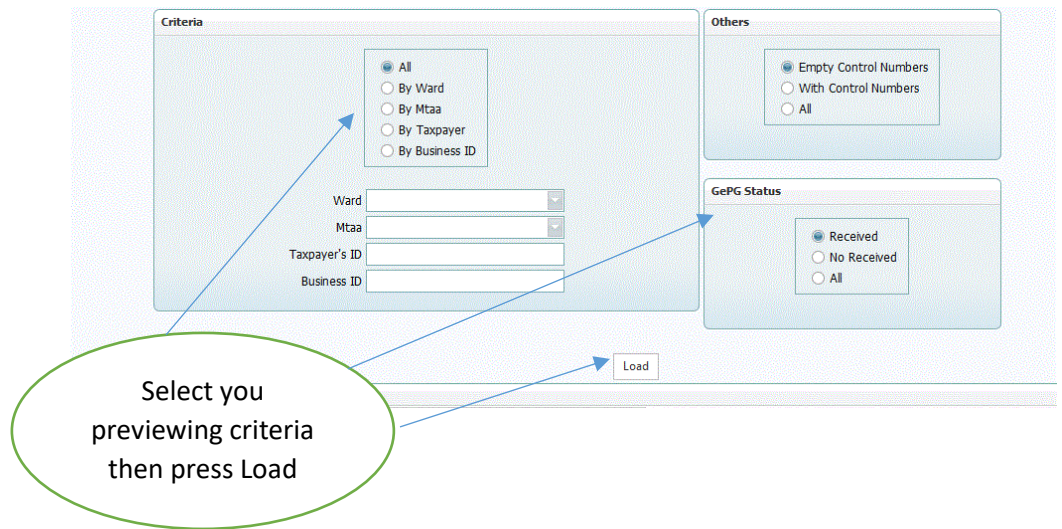 Criteria
All
By Ward
By Mtaa
By Taxpayer
By Business ID
Ward
Mtaa
Taxpayer's ID
Business ID
Others
Empty Control Numbers
With Control Numbers
All
GePG Status
Received
No Received
All
Load
Select you
previewing criteria
then press Load